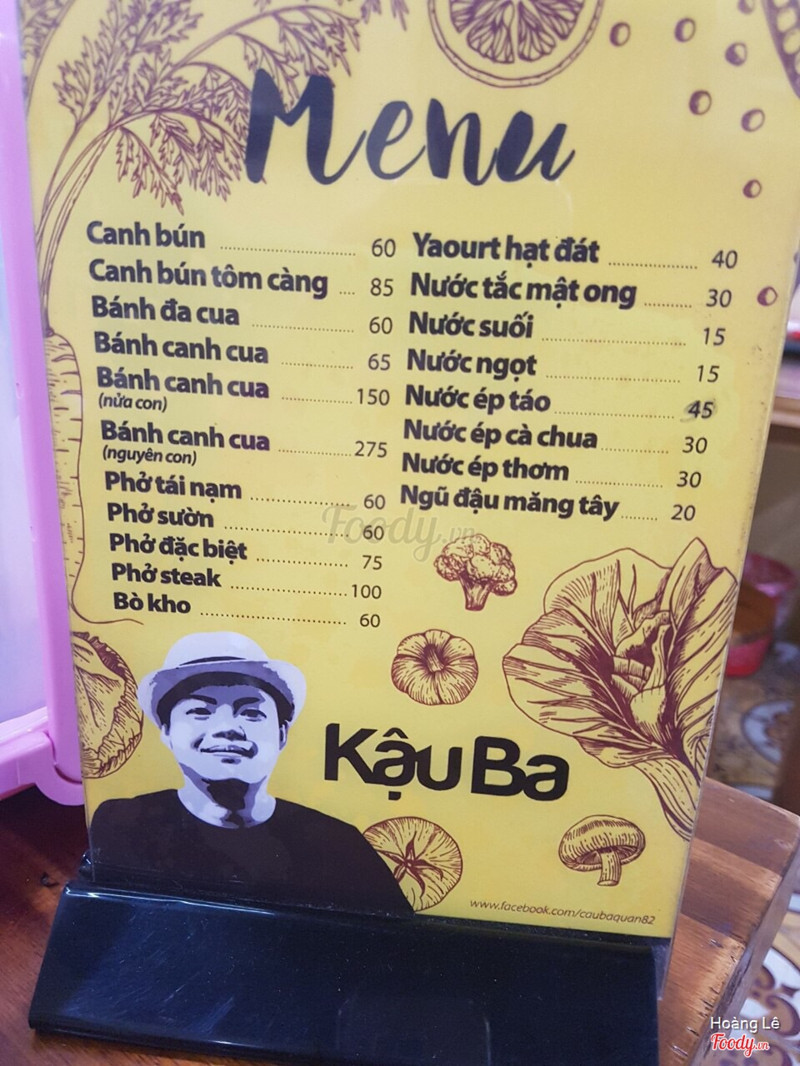 Menu
Canh bún 60
Canh bún tôm càng 85
Bánh đa cua 60
Bánh canh cua 65
Bánh canh cua 150
(nửa con)
Bánh canh cua 275
(nguyên con)
Phở tái nạm 60
Phở sườn 60
Phở đặc biệt 75
Phở steak 100
Bò kho 60
Yaourt hạt đát 40
Nước tắc mật ong 30
Nước suối 15
Nước ngọt 15
Nước ép táo 45
Nước ép cà chua 30
Nước ép thơm 30
Ngũ đậu măng tây 20
Foody.vn
Kậu Ba
www.facebook.com/caubaquan82
Hoàng Lê
Foody.vn